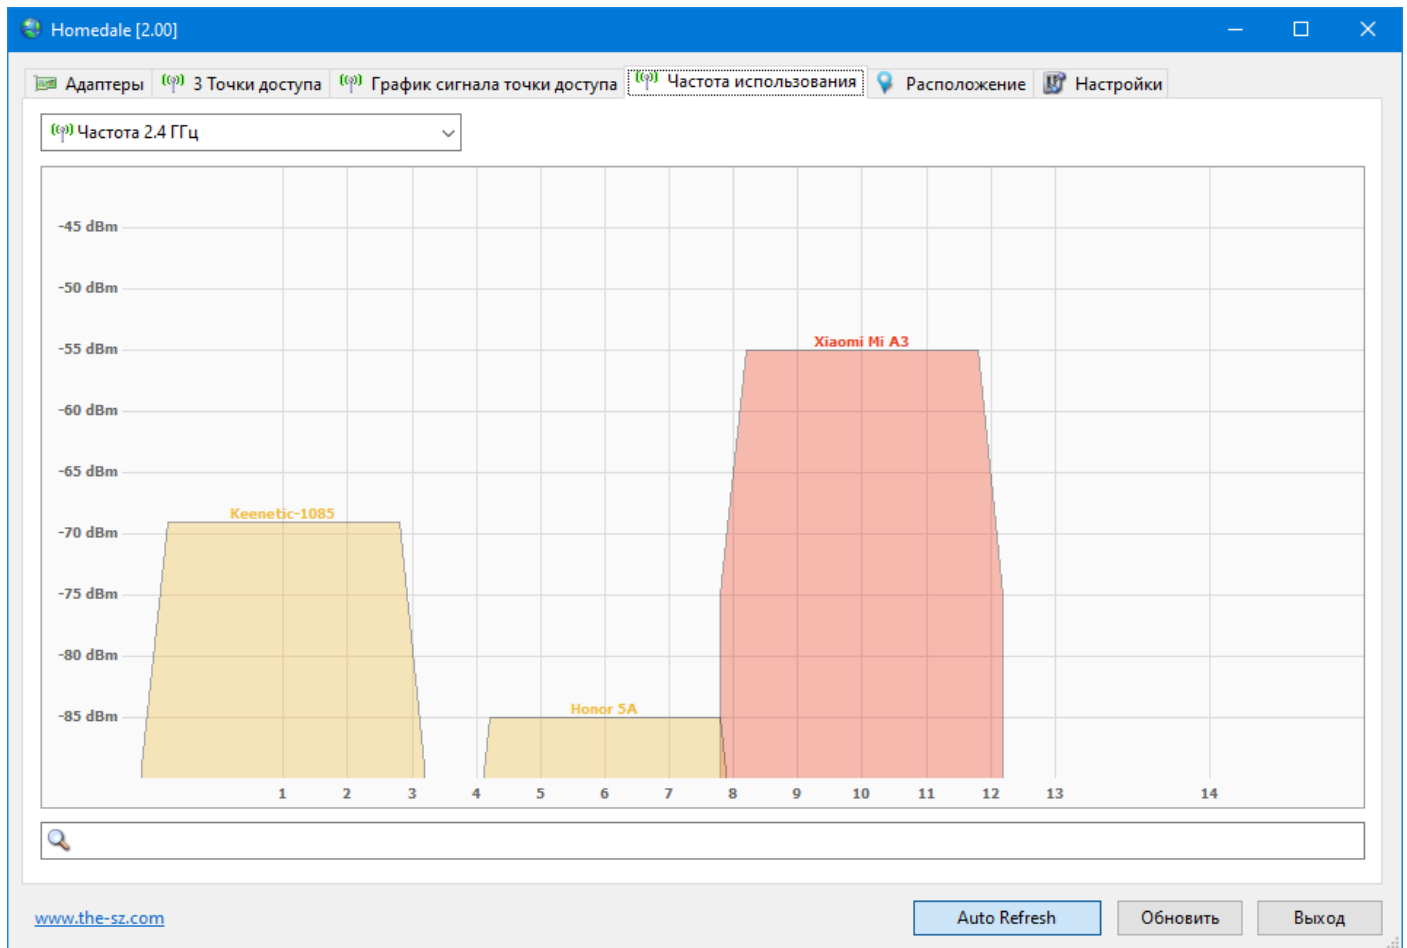 Homedale [2.00]
Адаптеры 3 Точки доступа График сигнала точки доступа Частота использования Расположение Настройки
Частота 2.4 ГГц
-45 dBm
-50 dBm
-55 dBm
Xiaomi Mi A3
-60 dBm
-65 dBm
Keenetic-1085
-70 dBm
-75 dBm
-80 dBm
Honor 5A
-85 dBm
1 2 3 4 5 6 7 8 9 10 11 12 13 14
www.the-sz.com Auto Refresh Обновить Выход